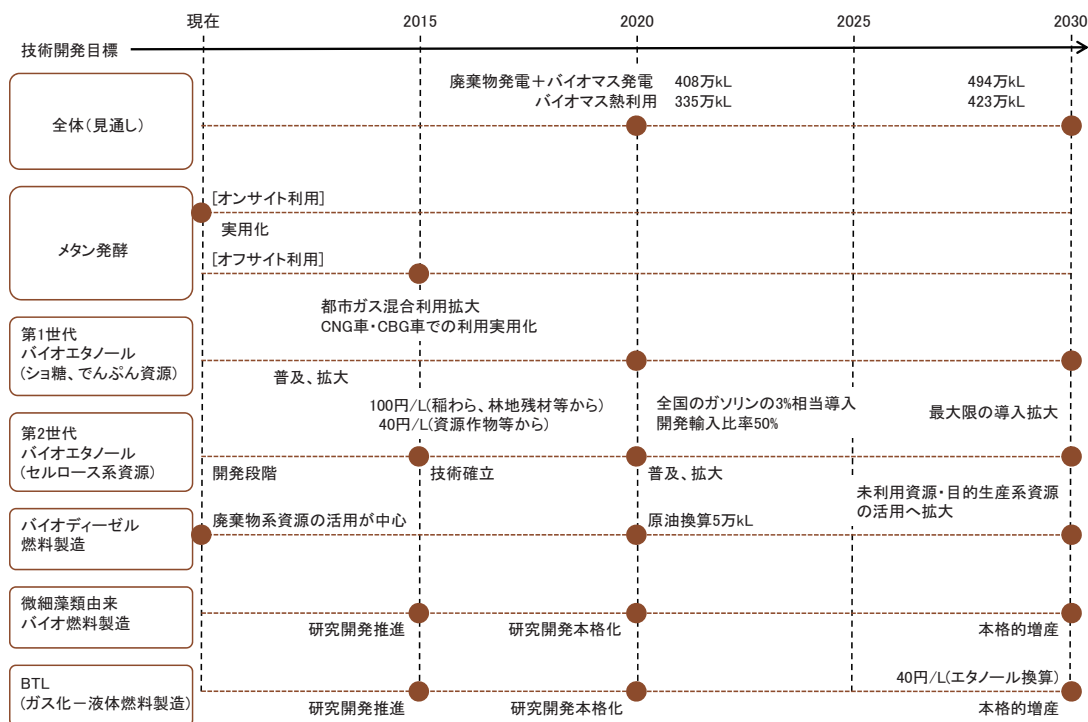 現在
2015
2020
2025
2030
技術開発目標
全体(見通し)
廃棄物発電＋バイオマス発電 408万kL
バイオマス熱利用 335万kL
494万kL
423万kL
メタン発酵
[オンサイト利用]
実用化
[オフサイト利用]
都市ガス混合利用拡大
CNG車・CBG車での利用実用化
第1世代
バイオエタノール
(ショ糖、でんぷん資源)
普及、拡大
第2世代
バイオエタノール
(セルロース系資源)
100円/L(稲わら、林地残材等から)
40円/L(資源作物等から)
全国のガソリンの3%相当導入
開発輸入比率50%
最大限の導入拡大
開発段階
技術確立
普及、拡大
バイオディーゼル
燃料製造
廃棄物系資源の活用が中心
原油換算5万kL
未利用資源・目的生産系資源
の活用へ拡大
微細藻類由来
バイオ燃料製造
研究開発推進
研究開発本格化
本格的増産
BTL
(ガス化－液体燃料製造)
40円/L(エタノール換算)
研究開発推進
研究開発本格化
本格的増産